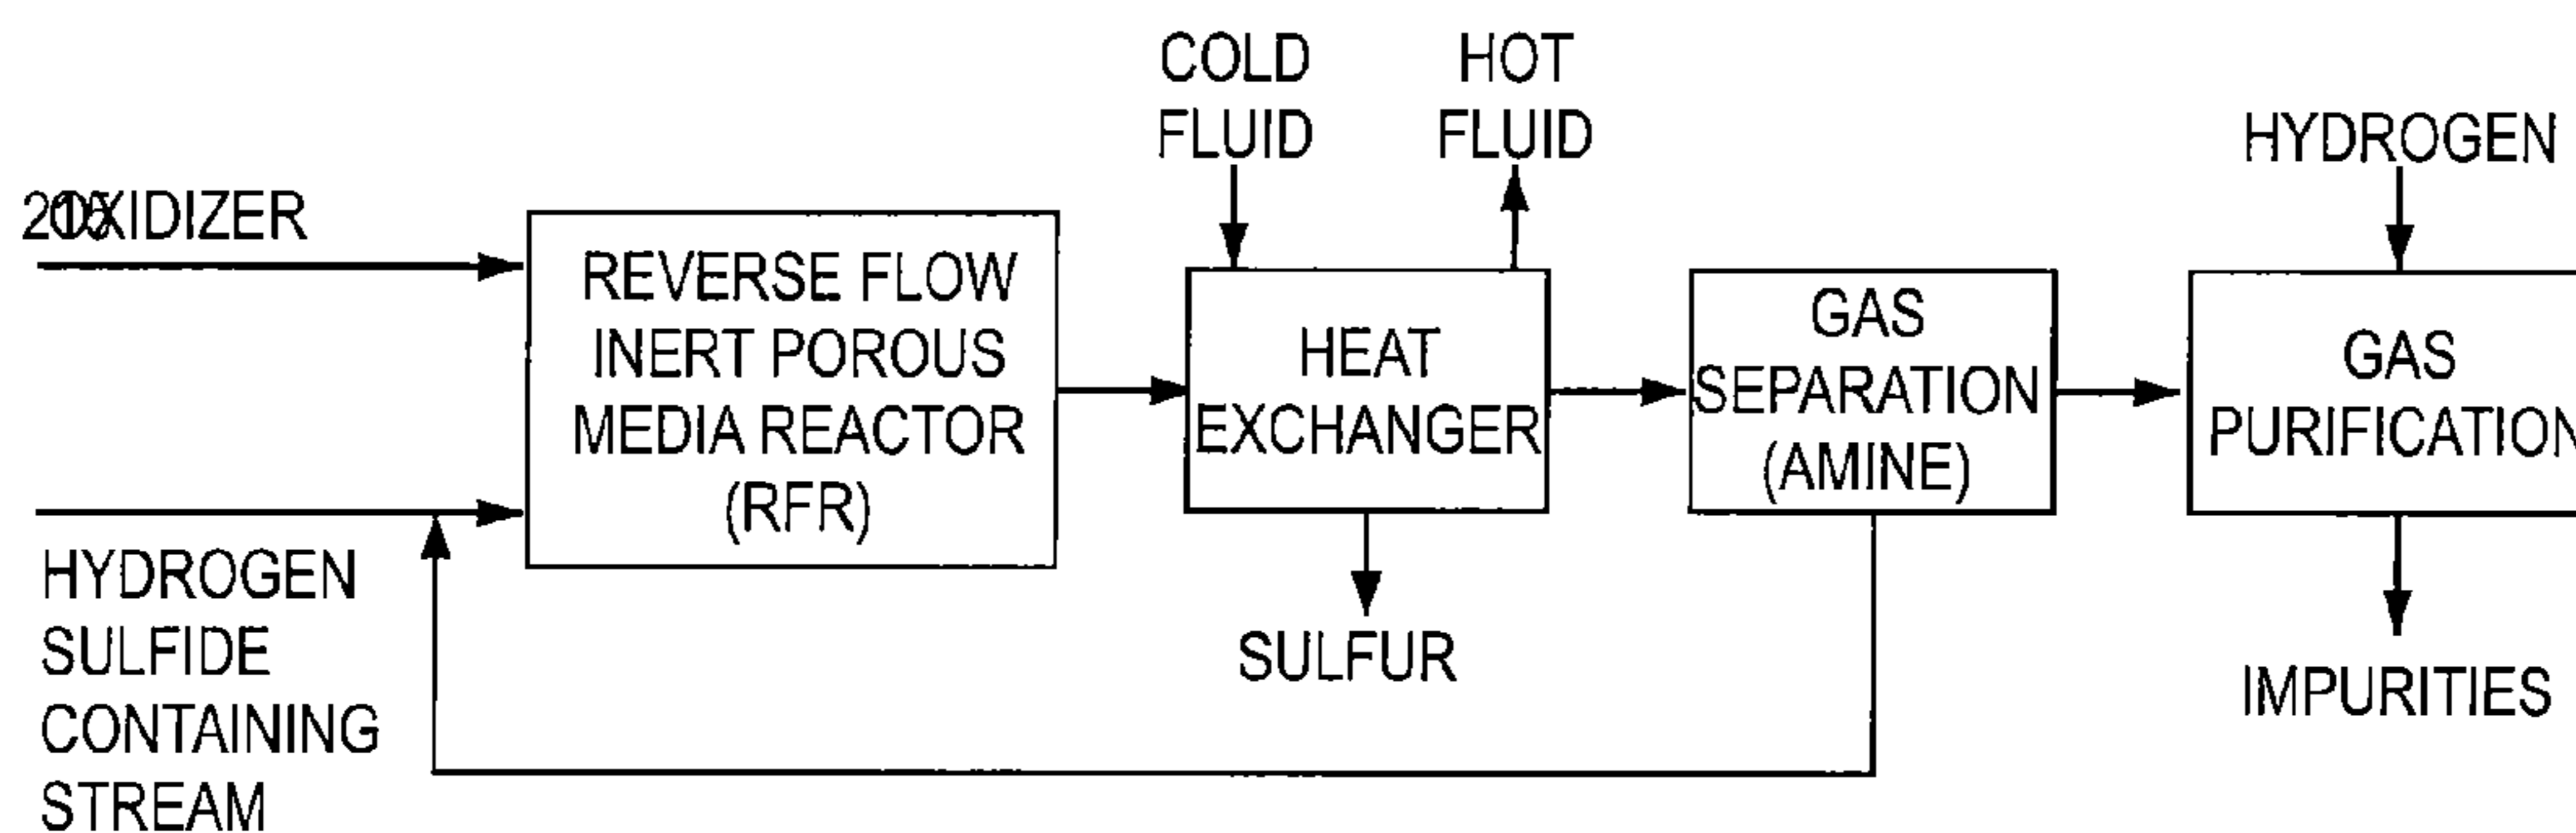 COLD
FLUID
HOT
FLUID
HYDROGEN
OXIDIZER
REVERSE FLOW
INERT POROUS
MEDIA REACTOR
(RFR)
HEAT
EXCHANGER
GAS
SEPARATION
(AMINE)
GAS
PURIFICATION
HYDROGEN
SULFIDE
CONTAINING
STREAM
SULFUR
IMPURITIES